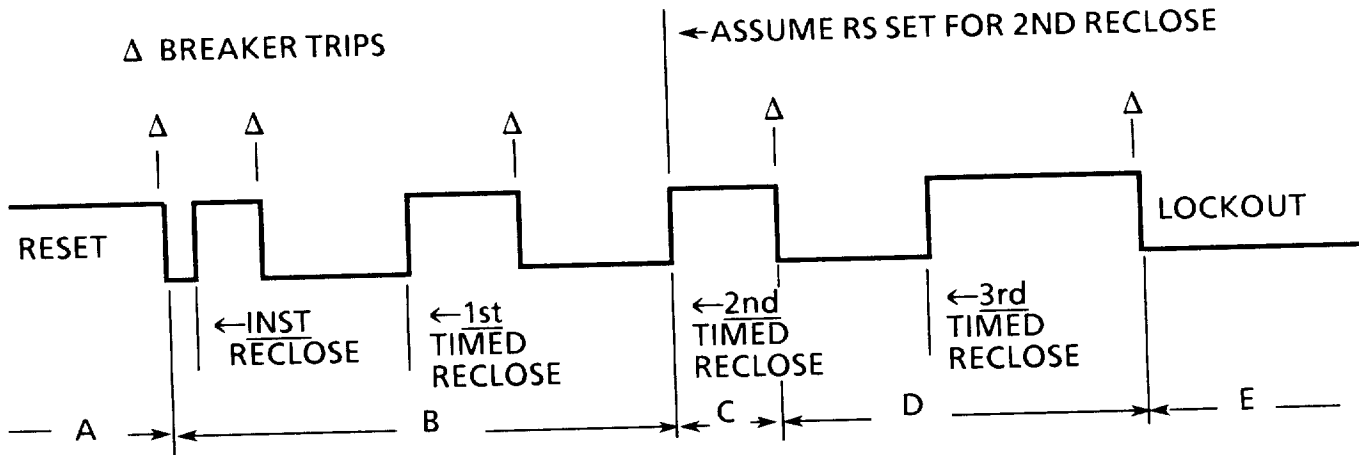 ←ASSUME RS SET FOR 2ND RECLOSE
Δ BREAKER TRIPS
Δ Δ Δ Δ Δ
RESET
LOCKOUT
←INST
RECLOSE
←1st
TIMED
RECLOSE
←2nd
TIMED
RECLOSE
←3rd
TIMED
RECLOSE
A B C D E